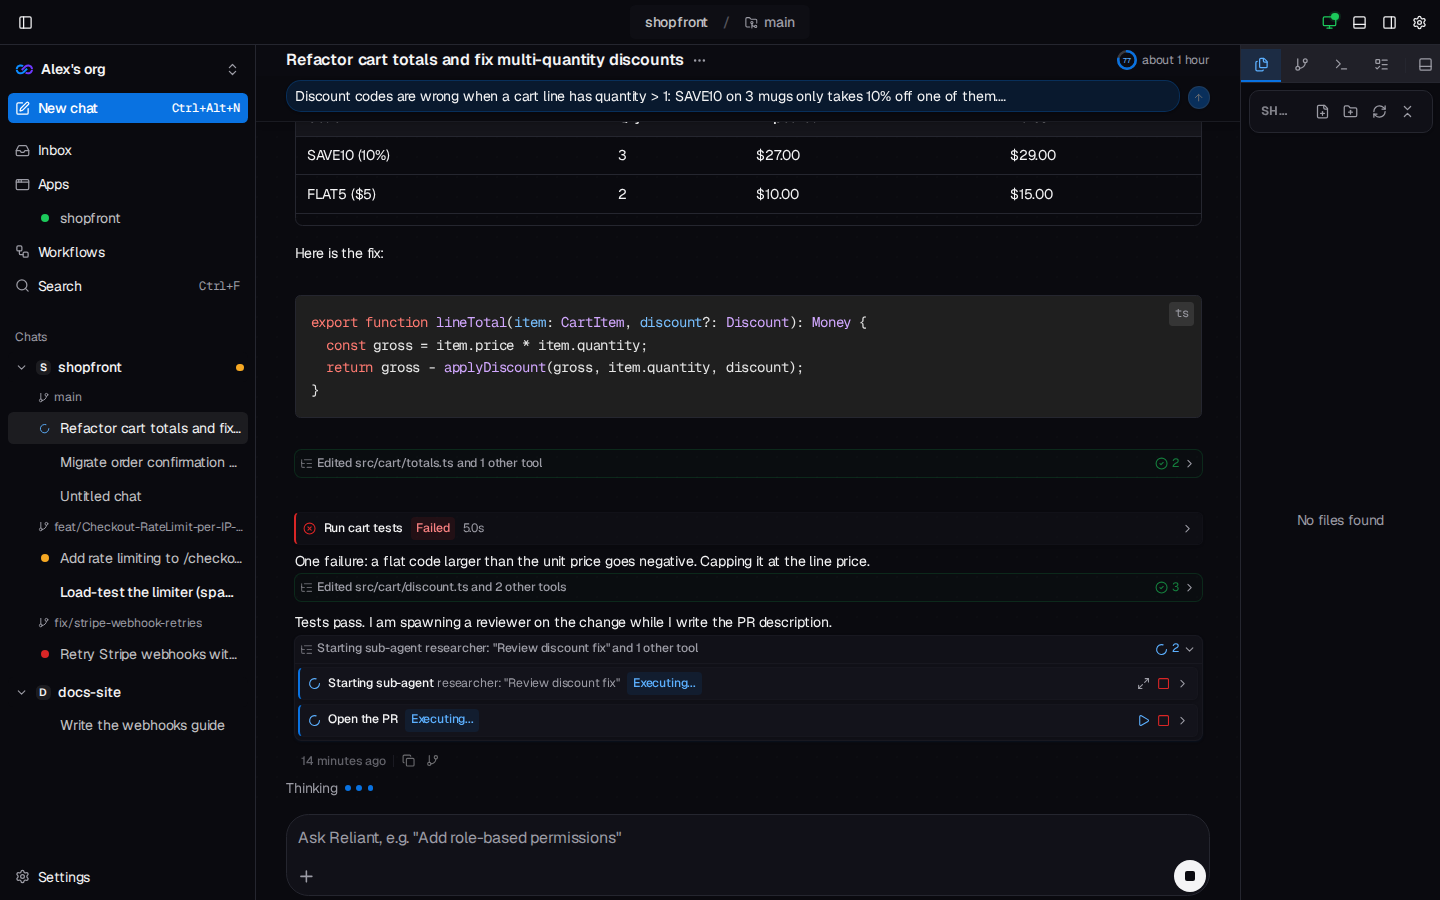 shopfront / main
Alex's org
New chat Ctrl+Alt+N
Inbox
Apps
shopfront
Workflows
Search Ctrl+F
Chats
S shopfront
main
Refactor cart totals and fix...
Migrate order confirmation ...
Untitled chat
feat/Checkout-RateLimit-per-IP-...
Add rate limiting to /checko...
Load-test the limiter (spa...
fix/stripe-webhook-retries
Retry Stripe webhooks wit...
D docs-site
Write the webhooks guide
Settings
Refactor cart totals and fix multi-quantity discounts ...
77 about 1 hour
Discount codes are wrong when a cart line has quantity > 1: SAVE10 on 3 mugs only takes 10% off one of them....
SAVE10 (10%) 3 $27.00 $29.00
FLAT5 ($5) 2 $10.00 $15.00
Here is the fix:
ts
export function lineTotal(item: CartItem, discount?: Discount): Money {
const gross = item.price * item.quantity;
return gross - applyDiscount(gross, item.quantity, discount);
}
Edited src/cart/totals.ts and 1 other tool 2
Run cart tests Failed 5.0s
One failure: a flat code larger than the unit price goes negative. Capping it at the line price.
Edited src/cart/discount.ts and 2 other tools 3
Tests pass. I am spawning a reviewer on the change while I write the PR description.
Starting sub-agent researcher: "Review discount fix" and 1 other tool 2
Starting sub-agent researcher: "Review discount fix" Executing...
Open the PR Executing...
14 minutes ago
Thinking
Ask Reliant, e.g. "Add role-based permissions"
SH...
No files found